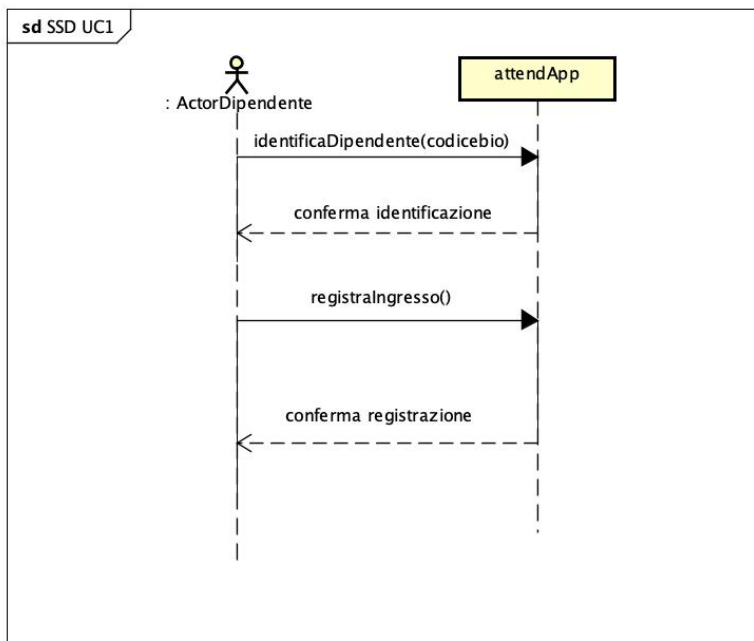 sd SSD UC1
: ActorDipendente
attendApp
identificaDipendente(codicebio)
conferma identificazione
registraIngresso()
conferma registrazione